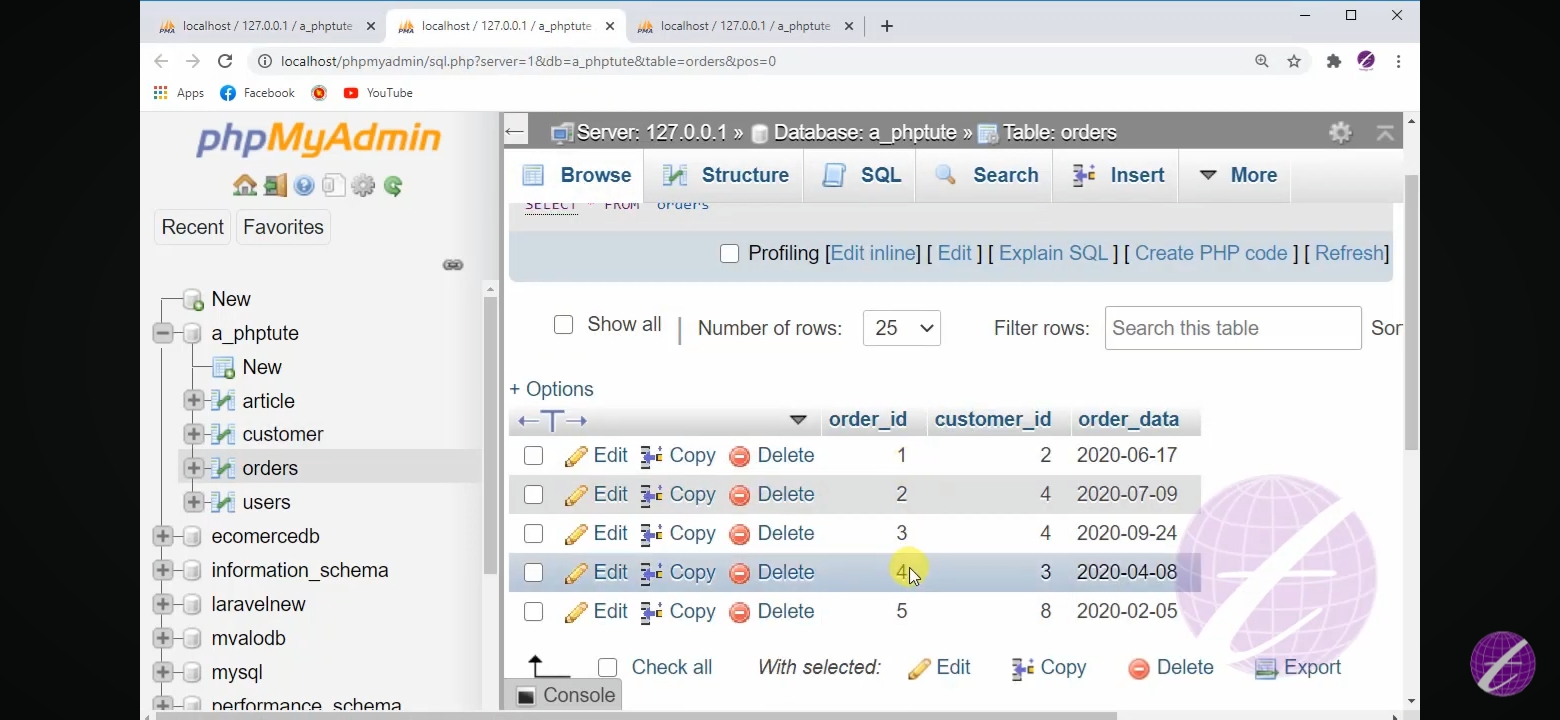 localhost / 127.0.0.1 / a_phptute
localhost / 127.0.0.1 / a_phptute
localhost / 127.0.0.1 / a_phptute
localhost/phpmyadmin/sql.php?server=1&db=a_phptute&table=orders&pos=0
Apps Facebook YouTube
phpMyAdmin
Recent Favorites
New
a_phptute
New
article
customer
orders
users
ecomercedb
information_schema
laravelnew
mvalodb
mysql
performance_schema
Server: 127.0.0.1 » Database: a_phptute » Table: orders
Browse Structure SQL Search Insert More
SELECT * FROM `orders`
Profiling [Edit inline] [ Edit ] [ Explain SQL ] [ Create PHP code ] [ Refresh]
Show all | Number of rows: 25 Filter rows: Search this table Sor
+ Options
←T→ order_id customer_id order_data
Edit Copy Delete 1 2 2020-06-17
Edit Copy Delete 2 4 2020-07-09
Edit Copy Delete 3 4 2020-09-24
Edit Copy Delete 4 3 2020-04-08
Edit Copy Delete 5 8 2020-02-05
Check all With selected: Edit Copy Delete Export
Console